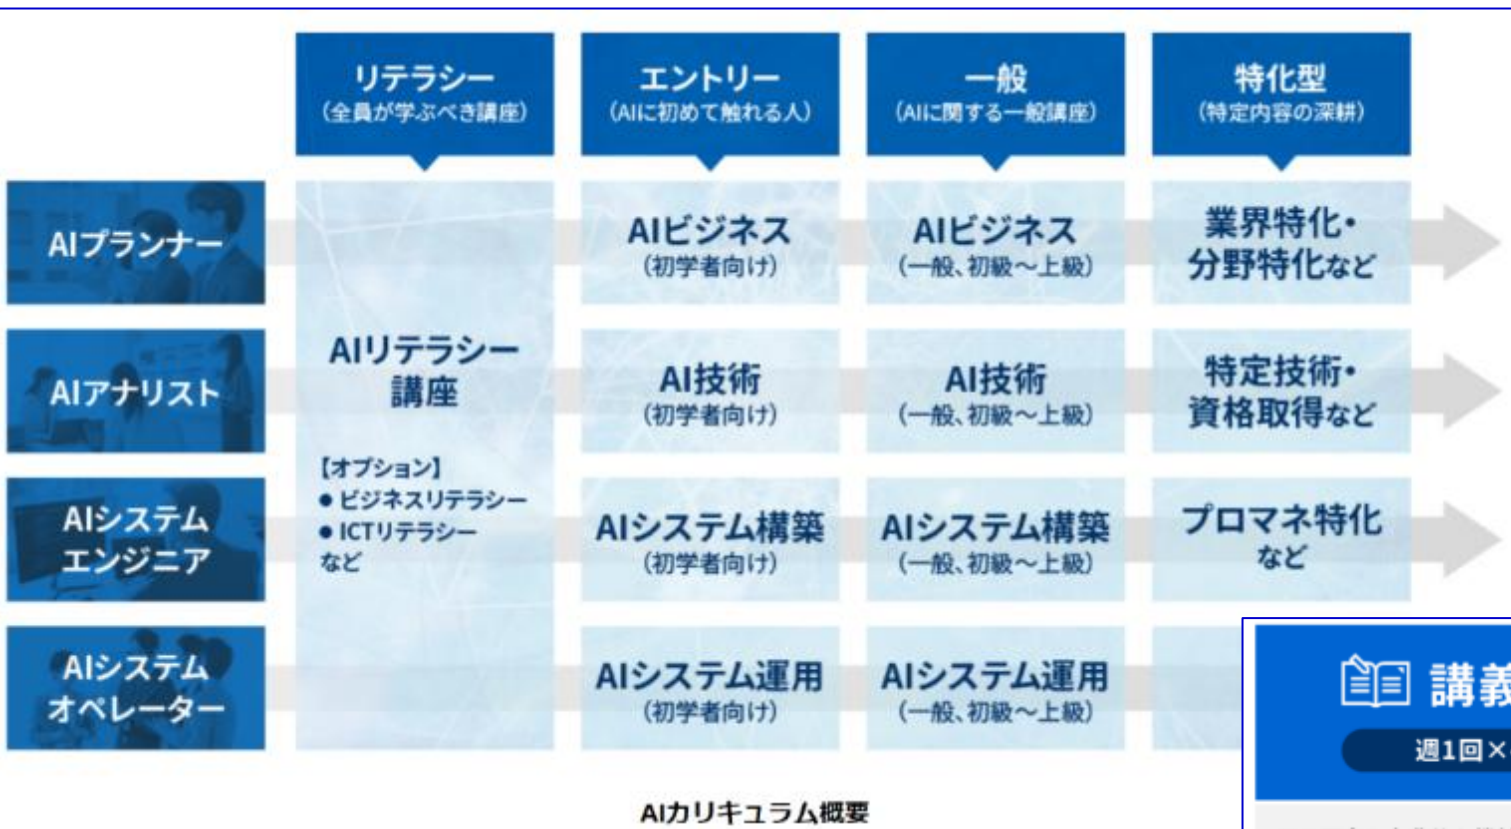 リテラシー
(全員が学ぶべき講座)
エントリー
(AIに初めて触れる人)
一般
(AIに関する一般講座)
特化型
(特定内容の深耕)
AIプランナー
AIビジネス
(初学者向け)
AIビジネス
(一般、初級〜上級)
業界特化・
分野特化など
AIリテラシー
講座
【オプション】
● ビジネスリテラシー
● ICTリテラシー
など
AIアナリスト
AI技術
(初学者向け)
AI技術
(一般、初級〜上級)
特定技術・
資格取得など
AIシステム
エンジニア
AIシステム構築
(初学者向け)
AIシステム構築
(一般、初級〜上級)
プロマネ特化
など
AIシステム
オペレーター
AIシステム運用
(初学者向け)
AIシステム運用
(一般、初級〜上級)
講義
週1回×
AIカリキュラム概要